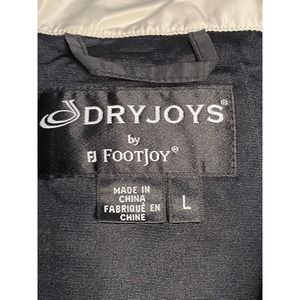 DRYJOYS®
by
FJ FOOTJOY®
MADE IN
CHINA
FABRIQUÉ EN
CHINE
L